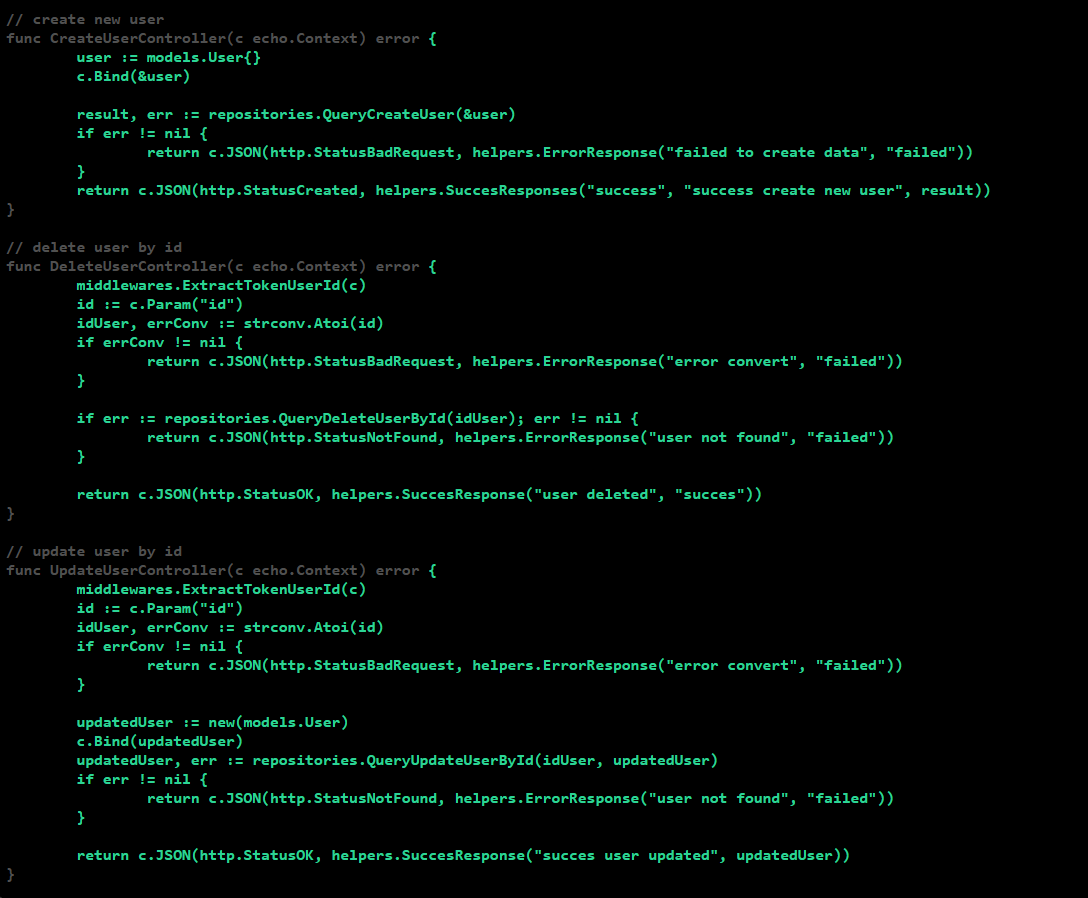 // create new user
func CreateUserController(c echo.Context) error {
        user := models.User{}
        c.Bind(&user)

        result, err := repositories.QueryCreateUser(&user)
        if err != nil {
                return c.JSON(http.StatusBadRequest, helpers.ErrorResponse("failed to create data", "failed"))
        }
        return c.JSON(http.StatusCreated, helpers.SuccesResponses("success", "success create new user", result))
}

// delete user by id
func DeleteUserController(c echo.Context) error {
        middlewares.ExtractTokenUserId(c)
        id := c.Param("id")
        idUser, errConv := strconv.Atoi(id)
        if errConv != nil {
                return c.JSON(http.StatusBadRequest, helpers.ErrorResponse("error convert", "failed"))
        }

        if err := repositories.QueryDeleteUserById(idUser); err != nil {
                return c.JSON(http.StatusNotFound, helpers.ErrorResponse("user not found", "failed"))
        }

        return c.JSON(http.StatusOK, helpers.SuccesResponse("user deleted", "succes"))
}

// update user by id
func UpdateUserController(c echo.Context) error {
        middlewares.ExtractTokenUserId(c)
        id := c.Param("id")
        idUser, errConv := strconv.Atoi(id)
        if errConv != nil {
                return c.JSON(http.StatusBadRequest, helpers.ErrorResponse("error convert", "failed"))
        }

        updatedUser := new(models.User)
        c.Bind(updatedUser)
        updatedUser, err := repositories.QueryUpdateUserById(idUser, updatedUser)
        if err != nil {
                return c.JSON(http.StatusNotFound, helpers.ErrorResponse("user not found", "failed"))
        }

        return c.JSON(http.StatusOK, helpers.SuccesResponse("succes user updated", updatedUser))
}